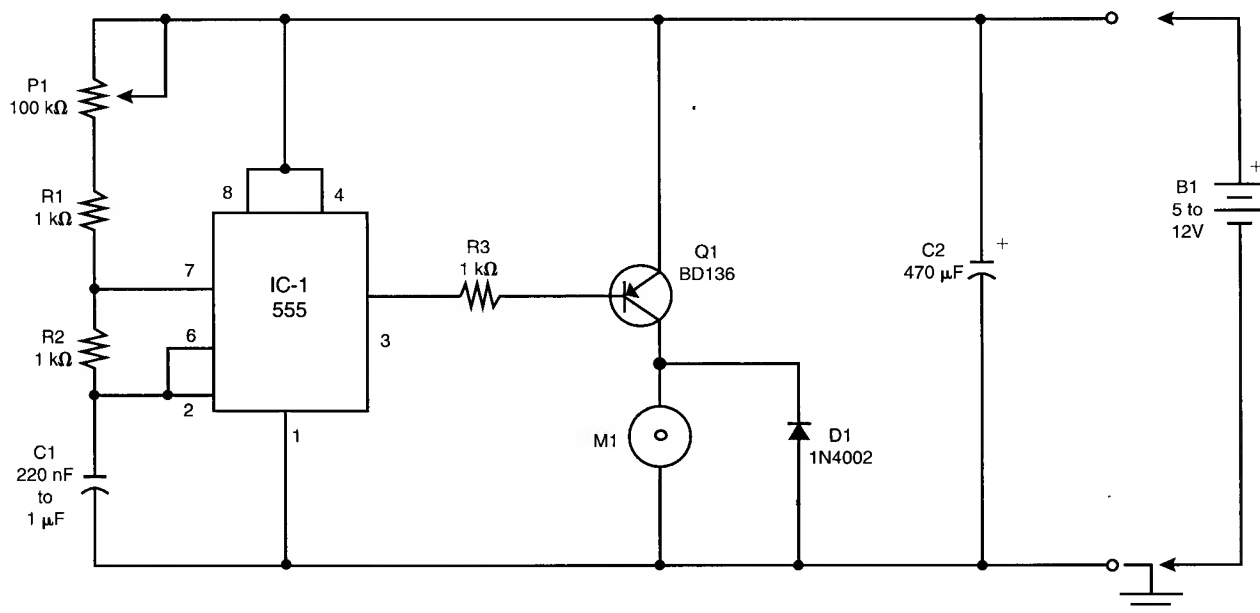 P1
100 kΩ
R1
1 kΩ
R2
1 kΩ
C1
220 nF
to
1 µF
8
4
7
6
2
1
3
IC-1
555
R3
1 kΩ
Q1
BD136
M1
D1
1N4002
C2
470 µF
+
B1
5 to
12V
+